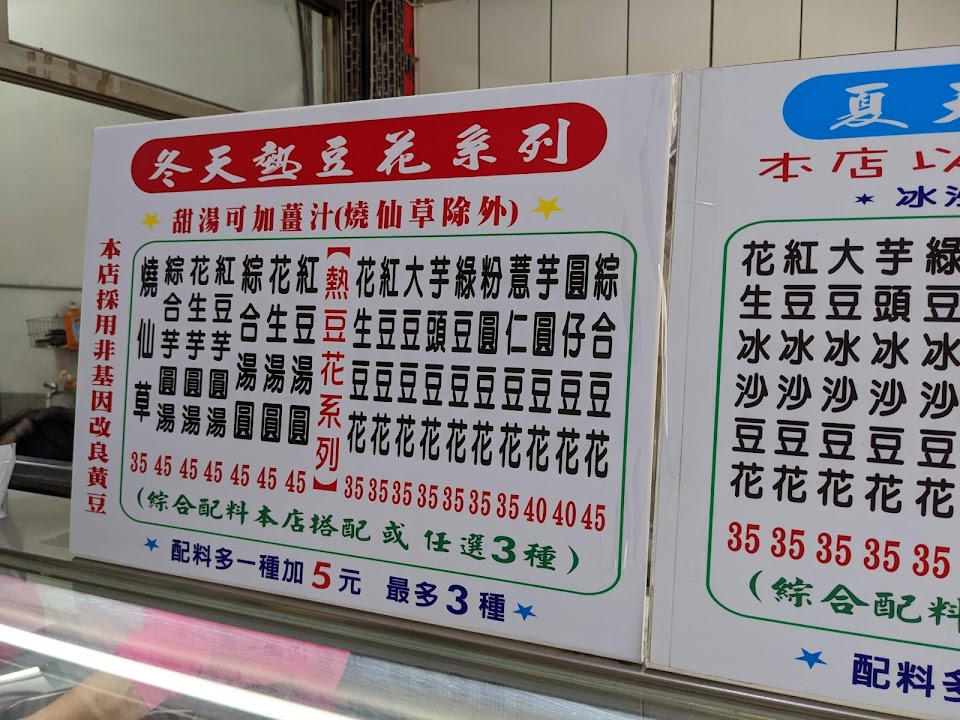 冬天熱豆花系列
甜湯可加薑汁(燒仙草除外)
本店採用非基因改良黃豆
燒仙草
綜合芋圓湯
花生芋圓湯
紅豆芋圓湯
綜合湯圓
花生湯圓
紅豆湯圓
【熱豆花系列】
花生豆花
紅豆豆花
大豆豆花
芋頭豆花
綠豆豆花
粉圓豆花
薏仁豆花
芋圓豆花
圓仔豆花
綜合豆花
35 45 45 45 45 45 45 35 35 35 35 35 35 35 40 40 45
(綜合配料本店搭配 或 任選3種)
配料多一種加5元 最多3種
夏
本店以
冰沙
花生冰沙豆花
紅豆冰沙豆花
大豆冰沙豆花
芋頭冰沙豆花
綠豆冰沙豆花
35 35 35 35 35
(綜合配料
配料多